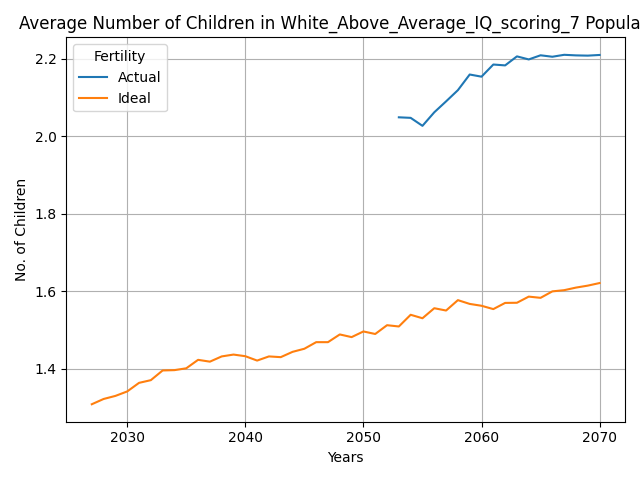 Average Number of Children in White_Above_Average_IQ_scoring_7 Popula
Fertility
Actual
Ideal
No. of Children
2.2
2.0
1.8
1.6
1.4
2030 2040 2050 2060 2070
Years